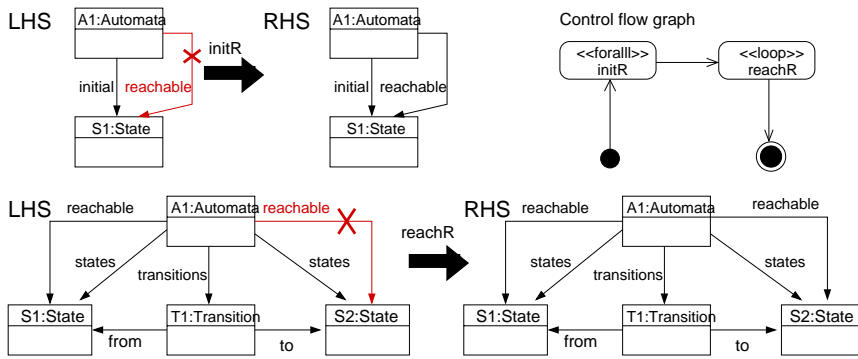 LHS
A1:Automata
initR
RHS
A1:Automata
Control flow graph
initial
reachable
initial
reachable
<<forall>>
initR
<<loop>>
reachR
S1:State
S1:State
LHS
reachable
A1:Automata
reachable
reachR
RHS
reachable
A1:Automata
reachable
states
transitions
states
states
transitions
states
S1:State
T1:Transition
S2:State
S1:State
T1:Transition
S2:State
from
to
from
to